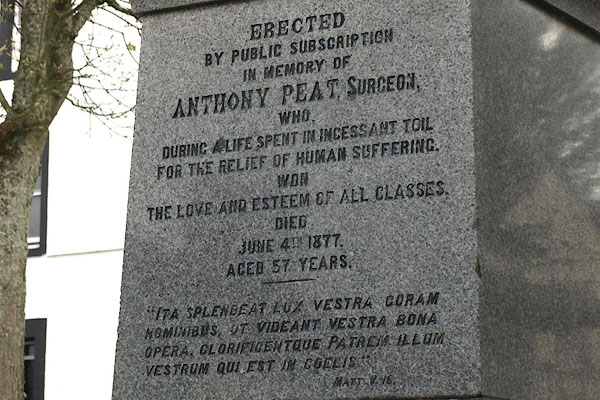 ERECTED
BY PUBLIC SUBSCRIPTION
IN MEMORY OF
ANTHONY PEAT, SURGEON,
WHO,
DURING A LIFE SPENT IN INCESSANT TOIL
FOR THE RELIEF OF HUMAN SUFFERING.
WON
THE LOVE AND ESTEEM OF ALL CLASSES.
DIED
JUNE 4TH 1877.
AGED 57 YEARS.
"ITA SPLENDEAT LUX VESTRA CORAM
HOMINIBUS, UT VIDEANT VESTRA BONA
OPERA, GLORIFICENTQUE PATREM ILLUM
VESTRUM QUI EST IN COELIS"
MATT. V. 16.